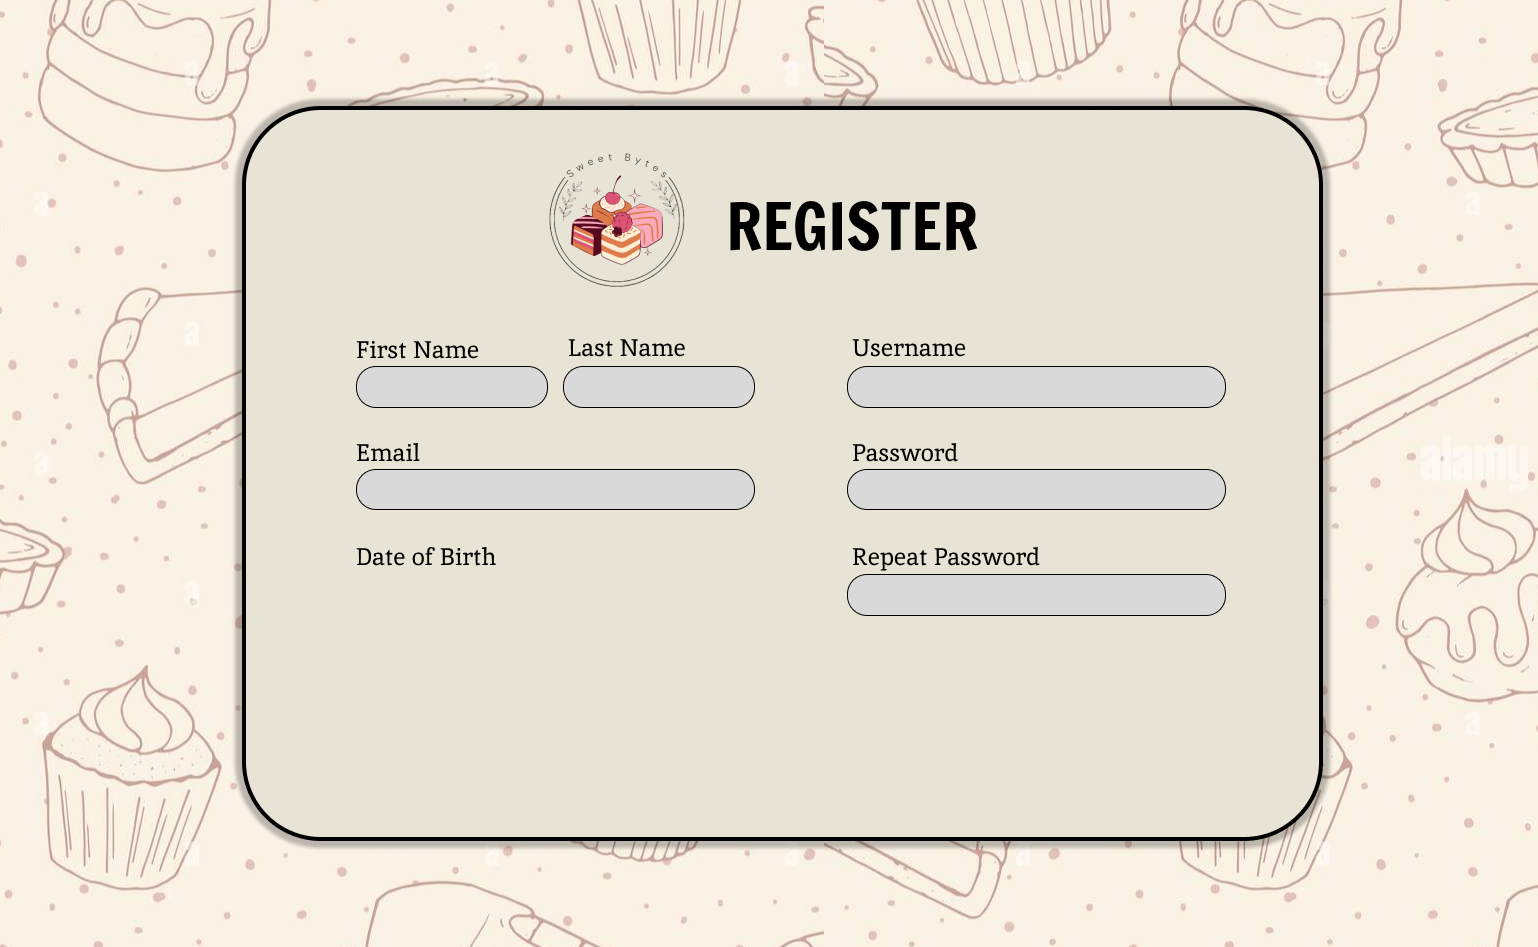 Sweet Bytes
REGISTER
First Name
Last Name
Username
Email
Password
Date of Birth
Repeat Password
a
a
a
a
a
a
a
a
a
alamy
a
a
a
a
a
a
a
a